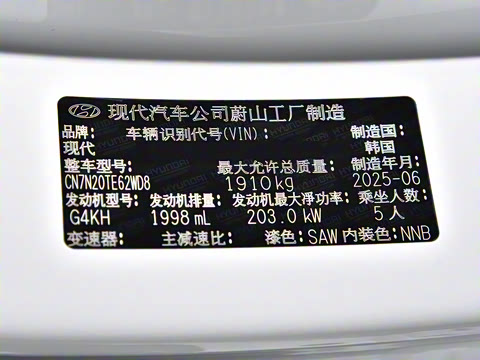 现代汽车公司蔚山工厂制造
品牌： 车辆识别代号(VIN)： 制造国：
现代 韩国
整车型号： 最大允许总质量： 制造年月：
CN7N20TE62WD8 1910kg 2025-06
发动机型号： 发动机排量： 发动机最大净功率： 乘坐人数：
G4KH 1998 mL 203.0 kW 5人
变速器： 主减速比： 漆色：SAW 内装色：NNB